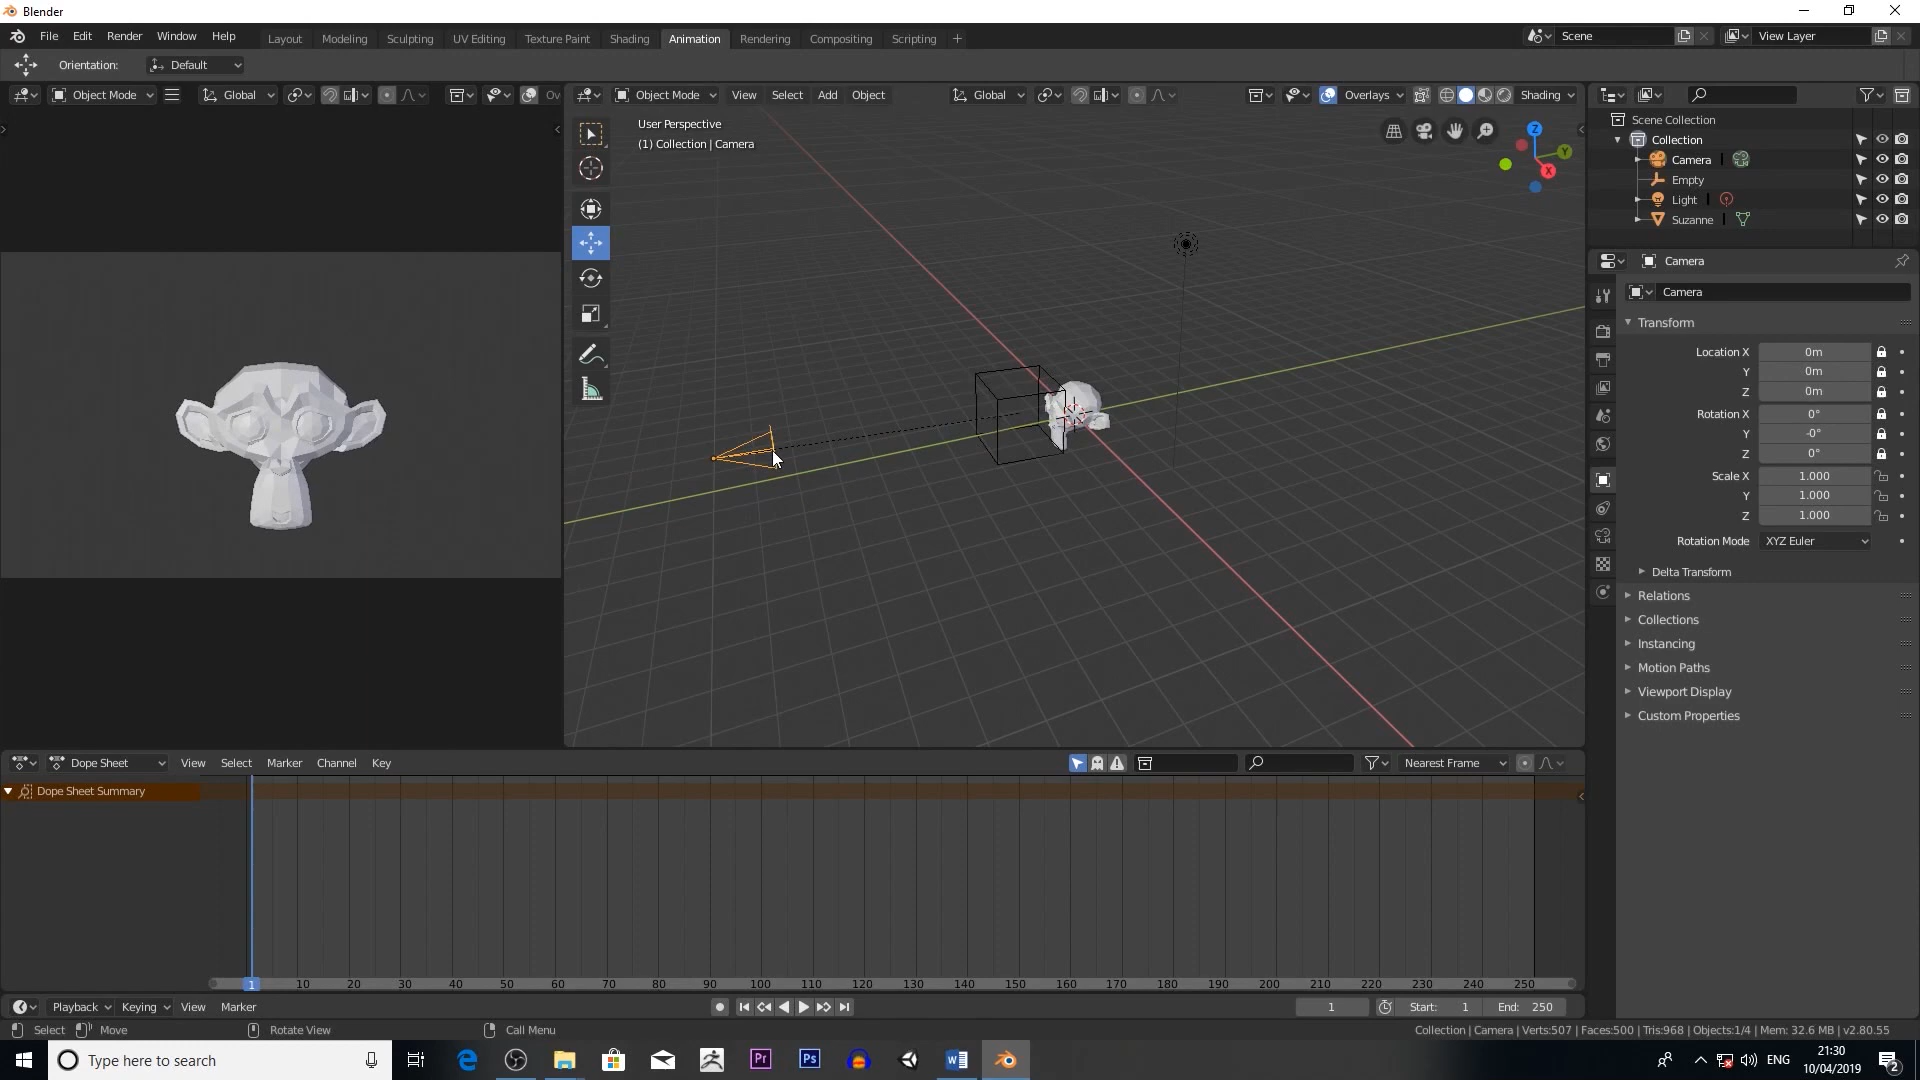 Blender
File Edit Render Window Help Layout Modeling Sculpting UV Editing Texture Paint Shading Animation Rendering Compositing Scripting + Scene View Layer
Orientation: Default
Object Mode Global Ov Object Mode View Select Add Object Global Overlays Shading
User Perspective
(1) Collection | Camera
Z
Y
X
Scene Collection
Collection
Camera
Empty
Light
Suzanne
Camera
Camera
Transform
Location X 0m
Y 0m
Z 0m
Rotation X 0°
Y -0°
Z 0°
Scale X 1.000
Y 1.000
Z 1.000
Rotation Mode XYZ Euler
Delta Transform
Relations
Collections
Instancing
Motion Paths
Viewport Display
Custom Properties
Dope Sheet View Select Marker Channel Key Nearest Frame
Dope Sheet Summary
1 10 20 30 40 50 60 70 80 90 100 110 120 130 140 150 160 170 180 190 200 210 220 230 240 250
Playback Keying View Marker 1 Start: 1 End: 250
Select Move Rotate View Call Menu Collection | Camera | Verts:507 | Faces:500 | Tris:968 | Objects:1/4 | Mem: 32.6 MB | v2.80.55
Type here to search Pr Ps ENG 21:30
10/04/2019 2